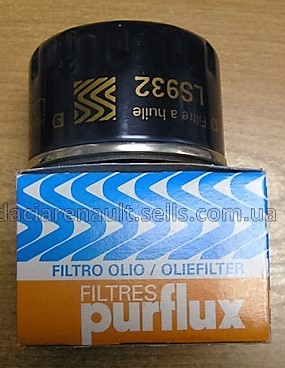 Filtre a huile
LS932
daciarenault.sells.com.ua
FILTRO OLIO / OLIEFILTER
FILTRES
purflux